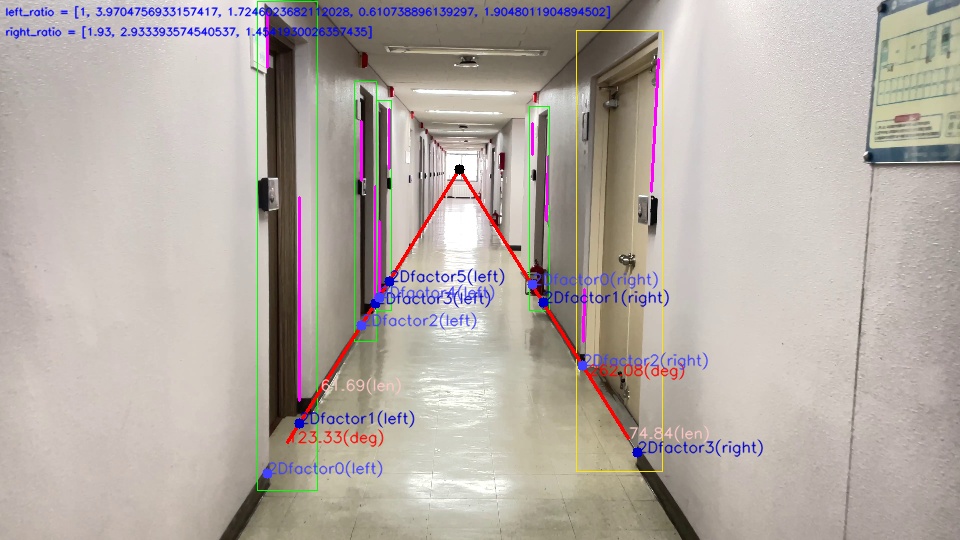 left_ratio = [1, 3.9704756933157417, 1.7246023682112028, 0.610738896139297, 1.9048011904894502]
right_ratio = [1.93, 2.933393574540537, 1.4541930026357435]
2Dfactor5(left)
2Dfactor0(right)
2Dfactor4(left)
2Dfactor3(left)
2Dfactor1(right)
2Dfactor2(left)
2Dfactor2(right)
62.08(deg)
61.69(len)
2Dfactor1(left)
123.33(deg)
74.84(len)
2Dfactor3(right)
2Dfactor0(left)